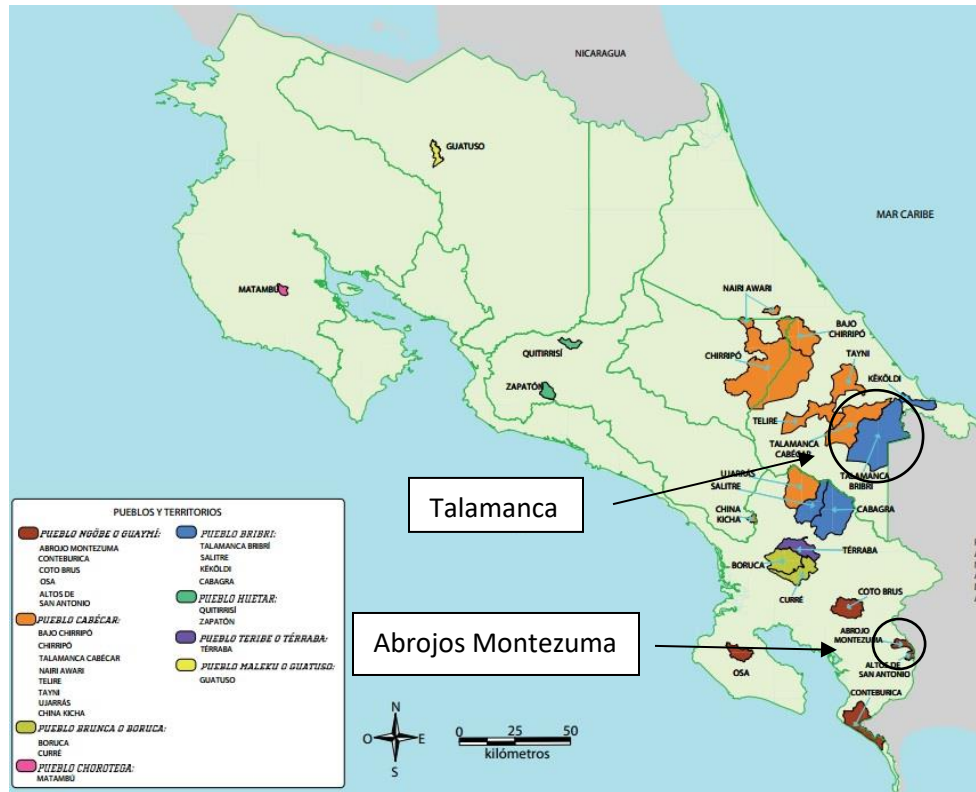 NICARAGUA
GUATUSO
MAR CARIBE
MATAMBÚ
NAIRI AWARI
BAJO
CHIRRIPÓ
QUITIRRISÍ
CHIRRIPÓ
TAYNI
ZAPATÓN
KÉKÖLDI
TELIRE
TALAMANCA
CABÉCAR
Talamanca
UJARRÁS
SALITRE
TALAMANCA
BRIBRI
CHINA
KICHA
CABAGRA
TÉRRABA
BORUCA
CURRÉ
COTO BRUS
Abrojos Montezuma
ABROJO
MONTEZUMA
OSA
ALTOS DE
SAN ANTONIO
CONTEBURICA
PUEBLOS Y TERRITORIOS
PUEBLO NGÖBE O GUAYMÍ:
ABROJO MONTEZUMA
CONTEBURICA
COTO BRUS
OSA
ALTOS DE
SAN ANTONIO
PUEBLO CABÉCAR:
BAJO CHIRRIPÓ
CHIRRIPÓ
TALAMANCA CABÉCAR
NAIRI AWARI
TELIRE
TAYNI
UJARRÁS
CHINA KICHA
PUEBLO BRUNCA O BORUCA:
BORUCA
CURRÉ
PUEBLO CHOROTEGA:
MATAMBÚ
PUEBLO BRIBRI:
TALAMANCA BRIBRÍ
SALITRE
KÉKÖLDI
CABAGRA
PUEBLO HUETAR:
QUITIRRISÍ
ZAPATÓN
PUEBLO TERIBE O TÉRRABA:
TÉRRABA
PUEBLO MALEKU O GUATUSO:
GUATUSO
N
O
E
S
0 25 50
kilómetros